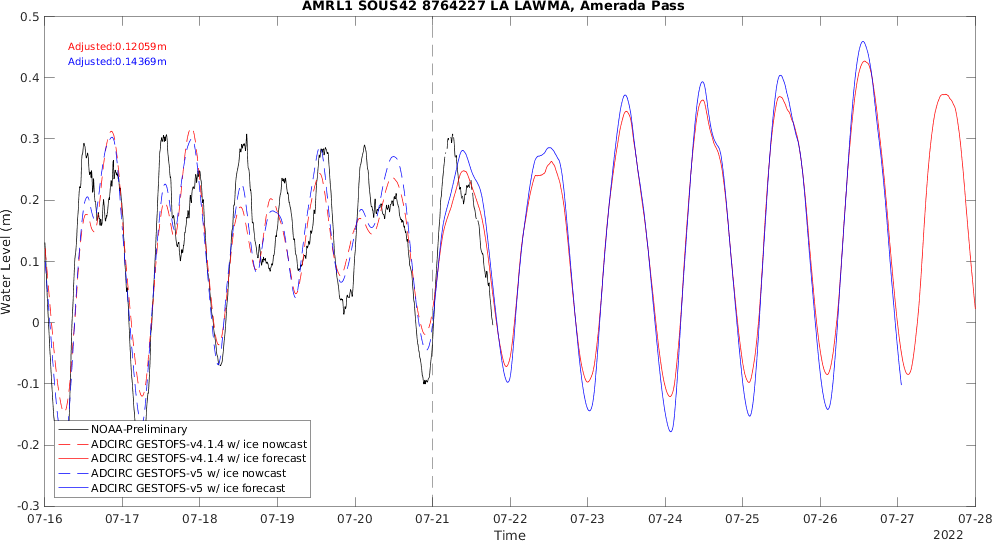 AMRL1 SOUS42 8764227 LA LAWMA, Amerada Pass
Adjusted:0.12059m
Adjusted:0.14369m
Water Level (m)
0.5
0.4
0.3
0.2
0.1
0
-0.1
-0.2
-0.3
NOAA-Preliminary
ADCIRC GESTOFS-v4.1.4 w/ ice nowcast
ADCIRC GESTOFS-v4.1.4 w/ ice forecast
ADCIRC GESTOFS-v5 w/ ice nowcast
ADCIRC GESTOFS-v5 w/ ice forecast
07-16 07-17 07-18 07-19 07-20 07-21 07-22 07-23 07-24 07-25 07-26 07-27 07-28
Time
2022